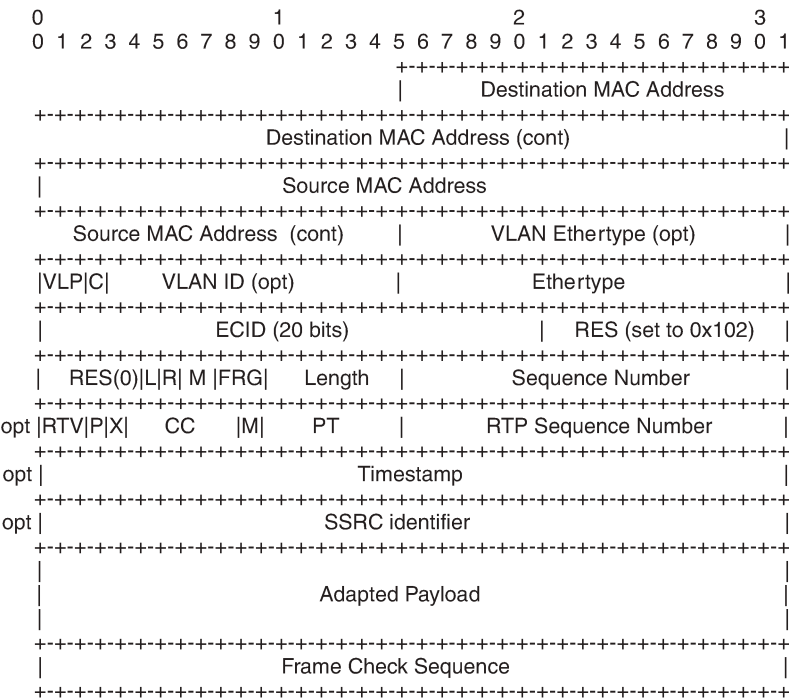 0 1 2 3
0 1 2 3 4 5 6 7 8 9 0 1 2 3 4 5 6 7 8 9 0 1 2 3 4 5 6 7 8 9 0 1
+-+-+-+-+-+-+-+-+-+-+-+-+-+-+-+-+
| Destination MAC Address
+-+-+-+-+-+-+-+-+-+-+-+-+-+-+-+-+-+-+-+-+-+-+-+-+-+-+-+-+-+-+-+-+
Destination MAC Address (cont) |
+-+-+-+-+-+-+-+-+-+-+-+-+-+-+-+-+-+-+-+-+-+-+-+-+-+-+-+-+-+-+-+-+
| Source MAC Address
+-+-+-+-+-+-+-+-+-+-+-+-+-+-+-+-+-+-+-+-+-+-+-+-+-+-+-+-+-+-+-+-+
Source MAC Address (cont) | VLAN Ethertype (opt) |
+-+-+-+-+-+-+-+-+-+-+-+-+-+-+-+-+-+-+-+-+-+-+-+-+-+-+-+-+-+-+-+-+
|VLP|C| VLAN ID (opt) | Ethertype |
+-+-+-+-+-+-+-+-+-+-+-+-+-+-+-+-+-+-+-+-+-+-+-+-+-+-+-+-+-+-+-+-+
| ECID (20 bits) | RES (set to 0x102) |
+-+-+-+-+-+-+-+-+-+-+-+-+-+-+-+-+-+-+-+-+-+-+-+-+-+-+-+-+-+-+-+-+
| RES(0)|L|R| M |FRG| Length | Sequence Number |
+-+-+-+-+-+-+-+-+-+-+-+-+-+-+-+-+-+-+-+-+-+-+-+-+-+-+-+-+-+-+-+-+
opt |RTV|P|X| CC |M| PT | RTP Sequence Number |
+-+-+-+-+-+-+-+-+-+-+-+-+-+-+-+-+-+-+-+-+-+-+-+-+-+-+-+-+-+-+-+-+
opt | Timestamp |
+-+-+-+-+-+-+-+-+-+-+-+-+-+-+-+-+-+-+-+-+-+-+-+-+-+-+-+-+-+-+-+-+
opt | SSRC identifier |
+-+-+-+-+-+-+-+-+-+-+-+-+-+-+-+-+-+-+-+-+-+-+-+-+-+-+-+-+-+-+-+-+
| |
| Adapted Payload |
| |
+-+-+-+-+-+-+-+-+-+-+-+-+-+-+-+-+-+-+-+-+-+-+-+-+-+-+-+-+-+-+-+-+
| Frame Check Sequence |
+-+-+-+-+-+-+-+-+-+-+-+-+-+-+-+-+-+-+-+-+-+-+-+-+-+-+-+-+-+-+-+-+